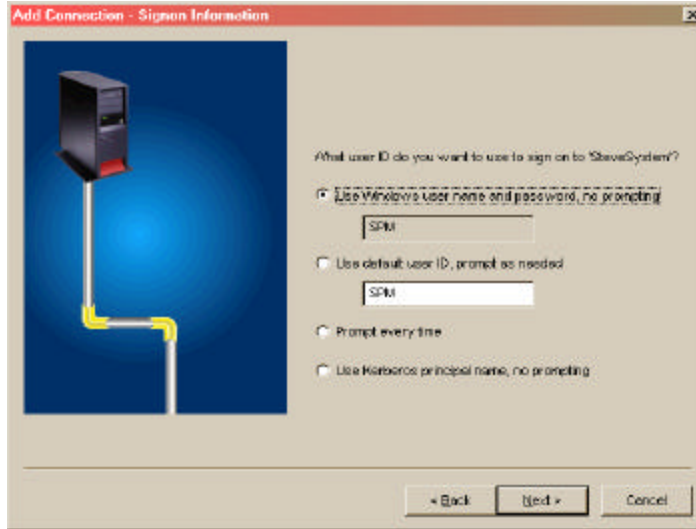 Add Connection - Signon Information
What user ID do you want to use to sign on to 'SteveSystem'?
Use Windows user name and password, no prompting
SPM
Use default user ID, prompt as needed
SPM
Prompt every time
Use Kerberos principal name, no prompting
< Back
Next >
Cancel